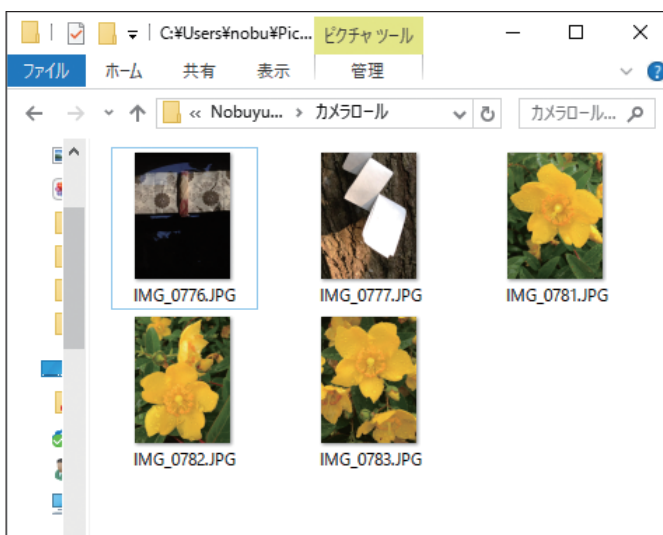 C:¥Users¥nobu¥Pic... ピクチャ ツール
ファイル ホーム 共有 表示 管理
« Nobuyu... › カメラロール カメラロール...
IMG_0776.JPG IMG_0777.JPG IMG_0781.JPG
IMG_0782.JPG IMG_0783.JPG